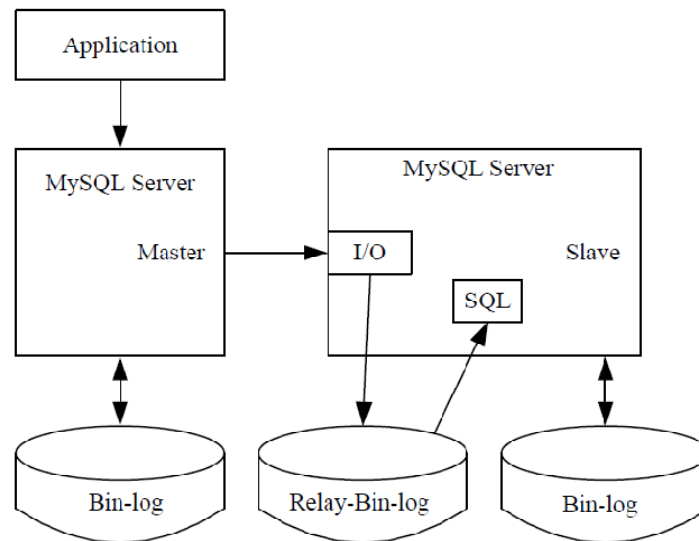 Application
MySQL Server
Master
MySQL Server
I/O
Slave
SQL
Bin-log
Relay-Bin-log
Bin-log